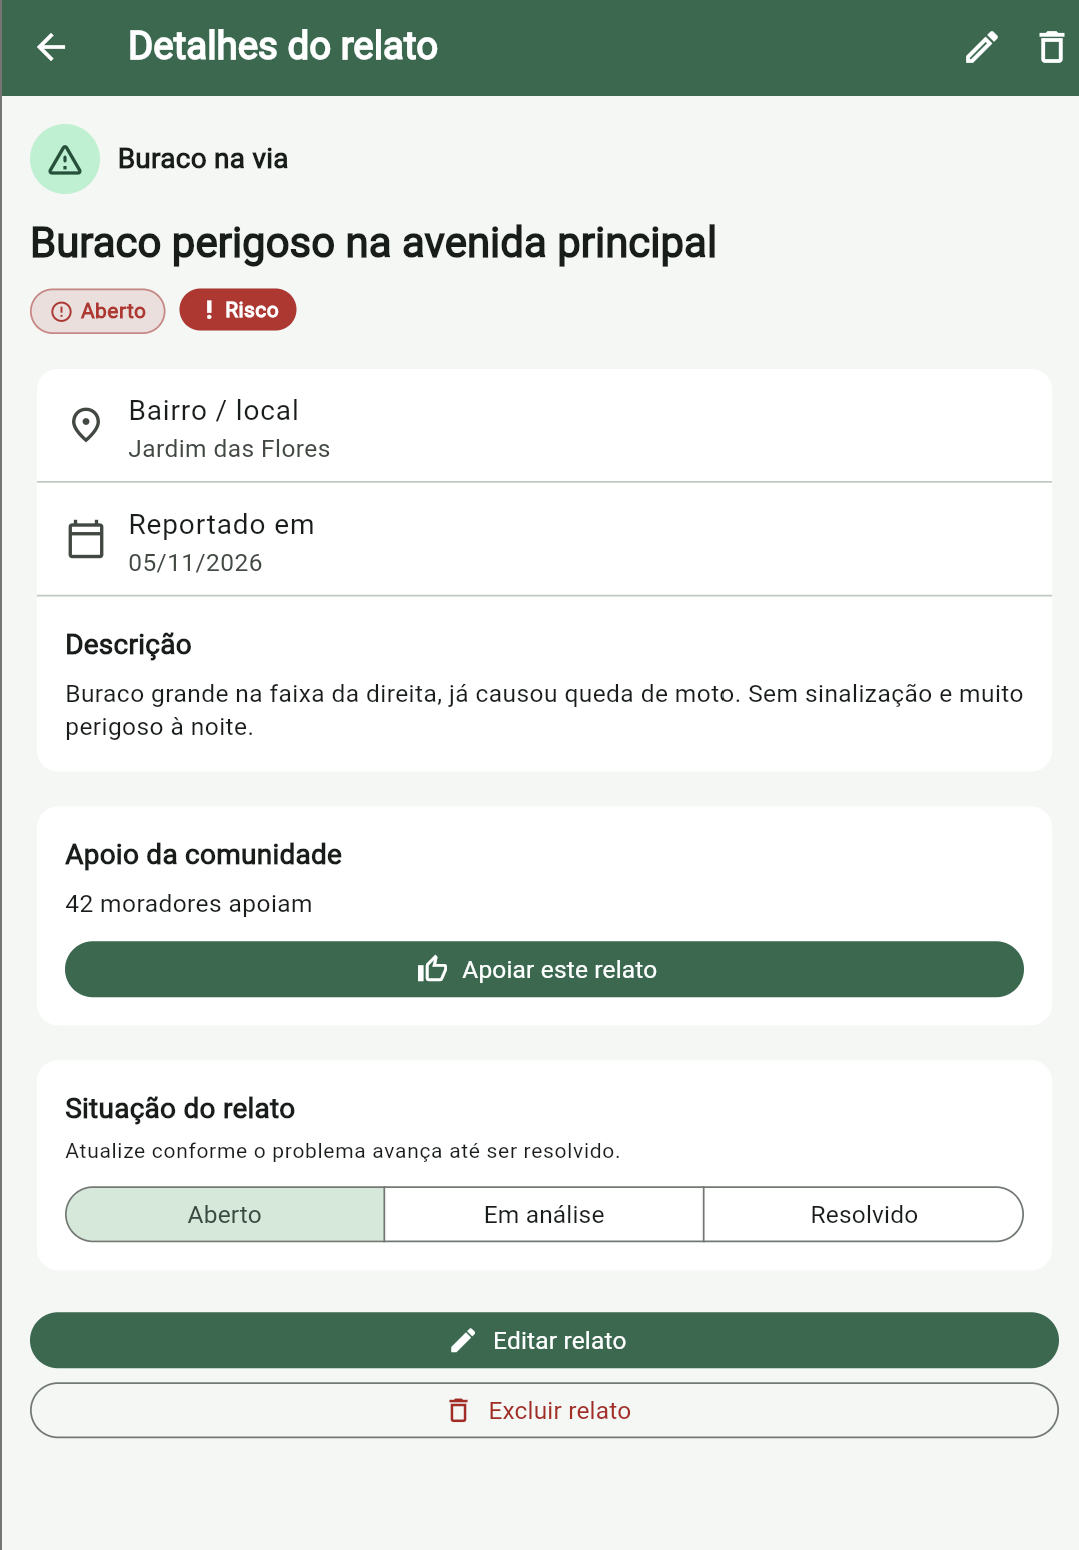 Detalhes do relato
Buraco na via
Buraco perigoso na avenida principal
Aberto
Risco
Bairro / local
Jardim das Flores
Reportado em
05/11/2026
Descrição
Buraco grande na faixa da direita, já causou queda de moto. Sem sinalização e muito
perigoso à noite.
Apoio da comunidade
42 moradores apoiam
Apoiar este relato
Situação do relato
Atualize conforme o problema avança até ser resolvido.
Aberto
Em análise
Resolvido
Editar relato
Excluir relato